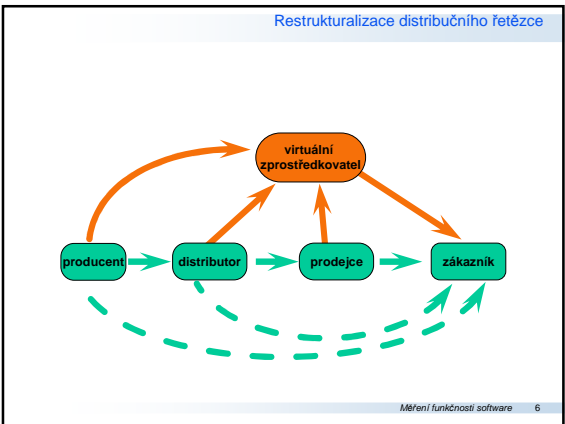 Restrukturalizace distribučního řetězce
virtuální
zprostředkovatel
producent
distributor
prodejce
zákazník
Měření funkčnosti software 6